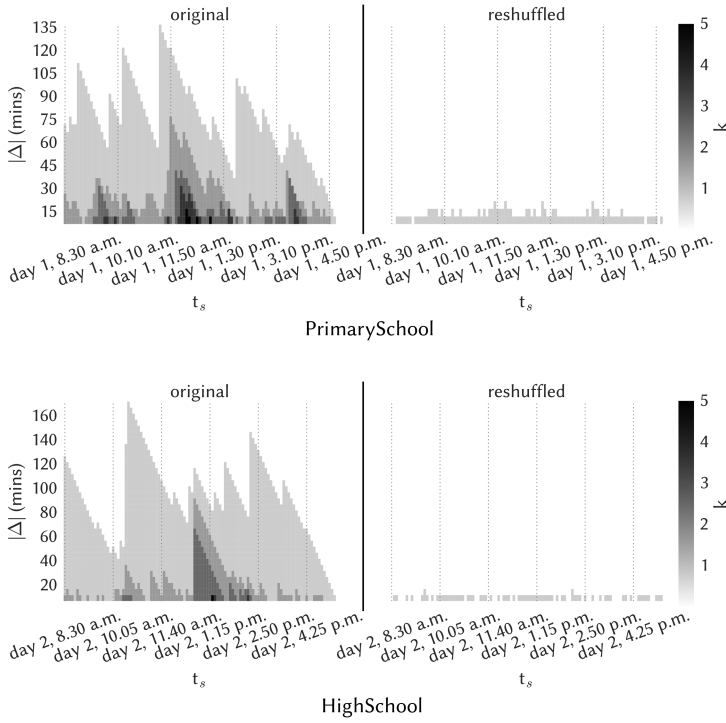 original
reshuffled
135
120
105
90
75
60
45
30
15
|Δ| (mins)
5
4
3
2
1
k
day 1, 8.30 a.m.
day 1, 10.10 a.m.
day 1, 11.50 a.m.
day 1, 1.30 p.m.
day 1, 3.10 p.m.
day 1, 4.50 p.m.
day 1, 8.30 a.m.
day 1, 10.10 a.m.
day 1, 11.50 a.m.
day 1, 1.30 p.m.
day 1, 3.10 p.m.
day 1, 4.50 p.m.
tₛ
tₛ
PrimarySchool
original
reshuffled
160
140
120
100
80
60
40
20
|Δ| (mins)
5
4
3
2
1
k
day 2, 8.30 a.m.
day 2, 10.05 a.m.
day 2, 11.40 a.m.
day 2, 1.15 p.m.
day 2, 2.50 p.m.
day 2, 4.25 p.m.
day 2, 8.30 a.m.
day 2, 10.05 a.m.
day 2, 11.40 a.m.
day 2, 1.15 p.m.
day 2, 2.50 p.m.
day 2, 4.25 p.m.
tₛ
tₛ
HighSchool